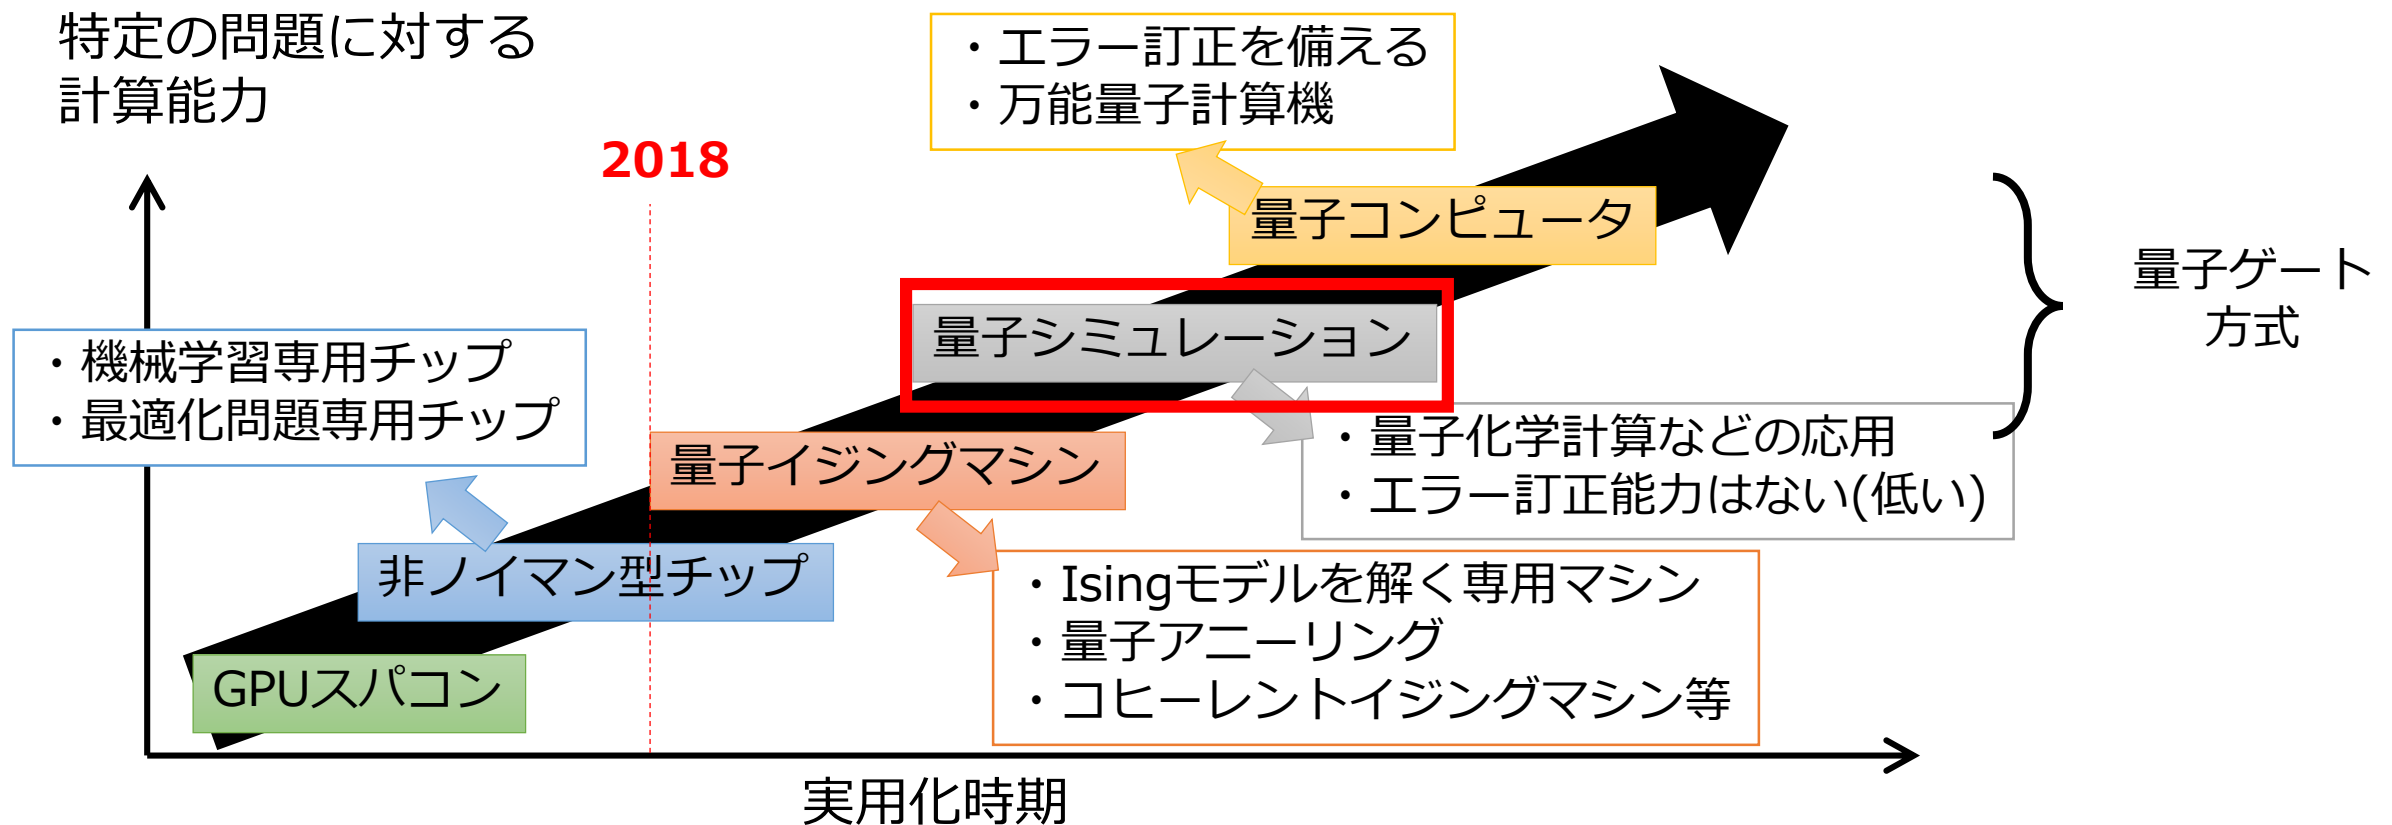 特定の問題に対する
計算能力
・エラー訂正を備える
・万能量子計算機
2018
量子コンピュータ
量子ゲート
方式
量子シミュレーション
・機械学習専用チップ
・最適化問題専用チップ
・量子化学計算などの応用
・エラー訂正能力はない(低い)
量子イジングマシン
非ノイマン型チップ
・Isingモデルを解く専用マシン
・量子アニーリング
・コヒーレントイジングマシン等
GPUスパコン
実用化時期